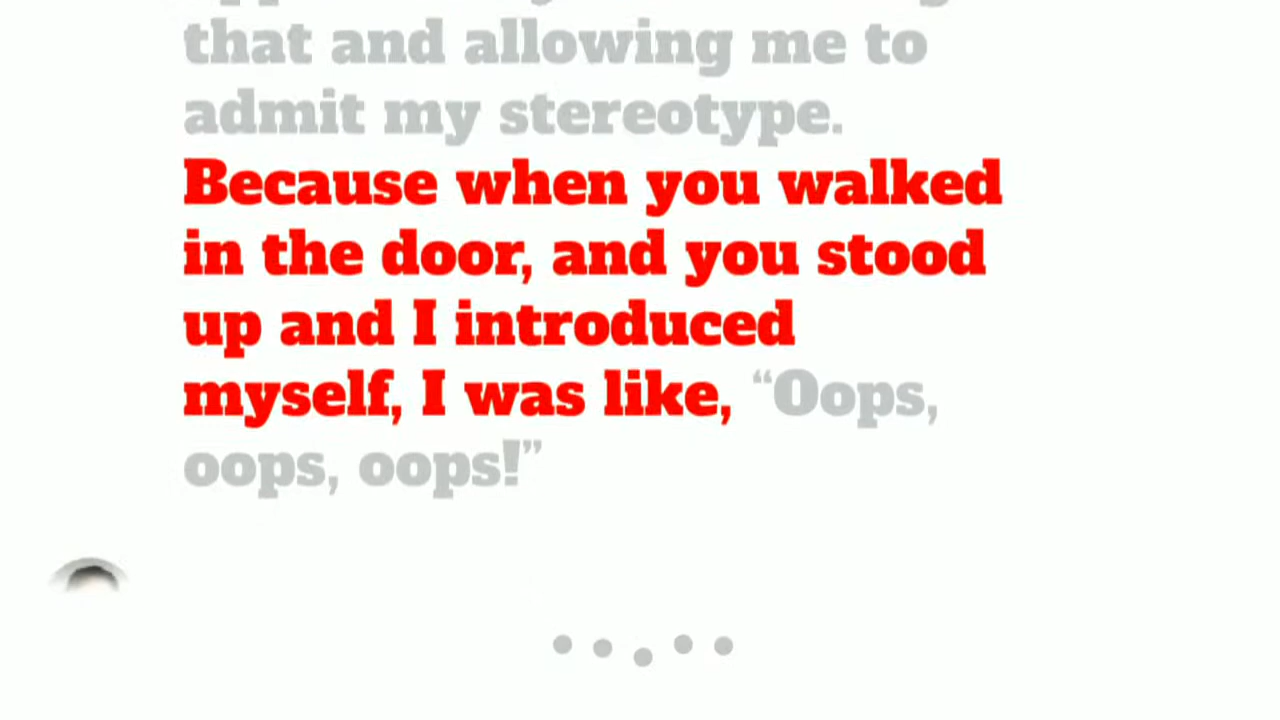 that and allowing me to
admit my stereotype.
Because when you walked
in the door, and you stood
up and I introduced
myself, I was like, “Oops,
oops, oops!”